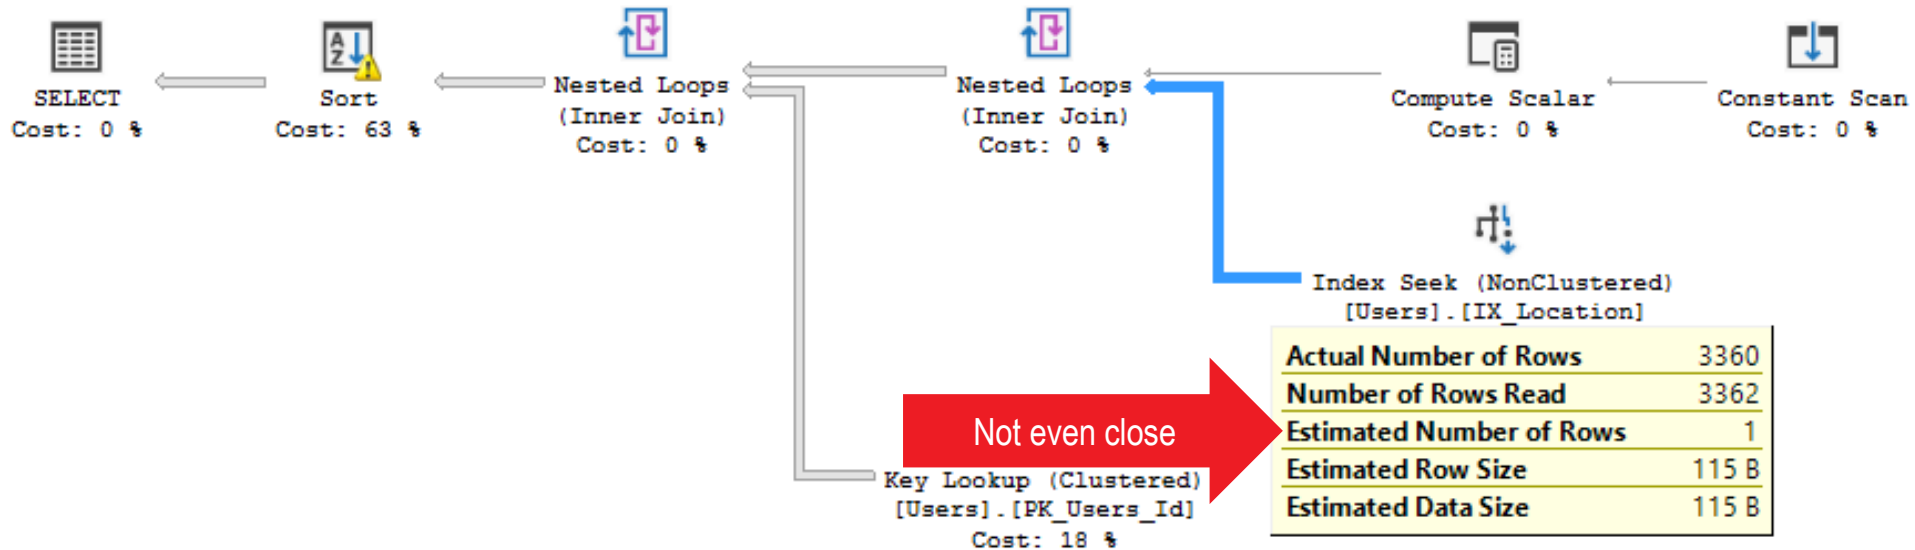 SELECT
Cost: 0 %
Sort
Cost: 63 %
Nested Loops
(Inner Join)
Cost: 0 %
Nested Loops
(Inner Join)
Cost: 0 %
Compute Scalar
Cost: 0 %
Constant Scan
Cost: 0 %
Index Seek (NonClustered)
[Users].[IX_Location]
Actual Number of Rows 3360
Number of Rows Read 3362
Estimated Number of Rows 1
Estimated Row Size 115 B
Estimated Data Size 115 B
Not even close
Key Lookup (Clustered)
[Users].[PK_Users_Id]
Cost: 18 %